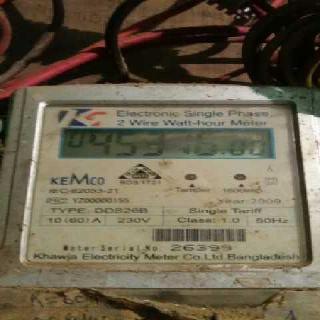 KS Electronic Single Phase
2 Wire Watt-hour Meter
KEMCO
IEC-62053-21
Tamper 1600imp
Year:2009
TYPE: DDS26B Single Tariff
10(60)A 230V Class: 1.0 50Hz
Meter Serial No. 26399
Khawja Electricity Meter Co.Ltd.Bangladesh